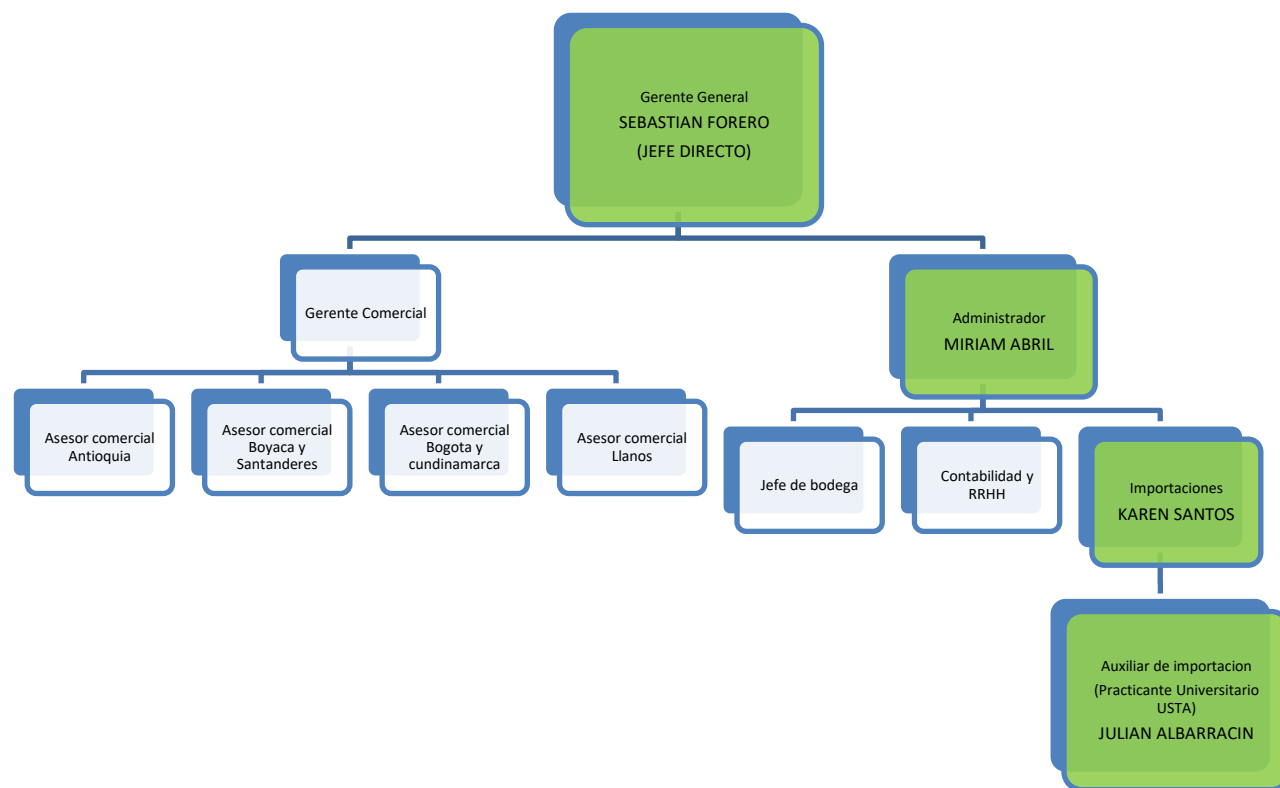 Gerente General
SEBASTIAN FORERO
(JEFE DIRECTO)
Gerente Comercial
Administrador
MIRIAM ABRIL
Asesor comercial
Antioquia
Asesor comercial
Boyaca y
Santanderes
Asesor comercial
Bogota y
cundinamarca
Asesor comercial
Llanos
Jefe de bodega
Contabilidad y
RRHH
Importaciones
KAREN SANTOS
Auxiliar de importacion
(Practicante Universitario
USTA)
JULIAN ALBARRACIN